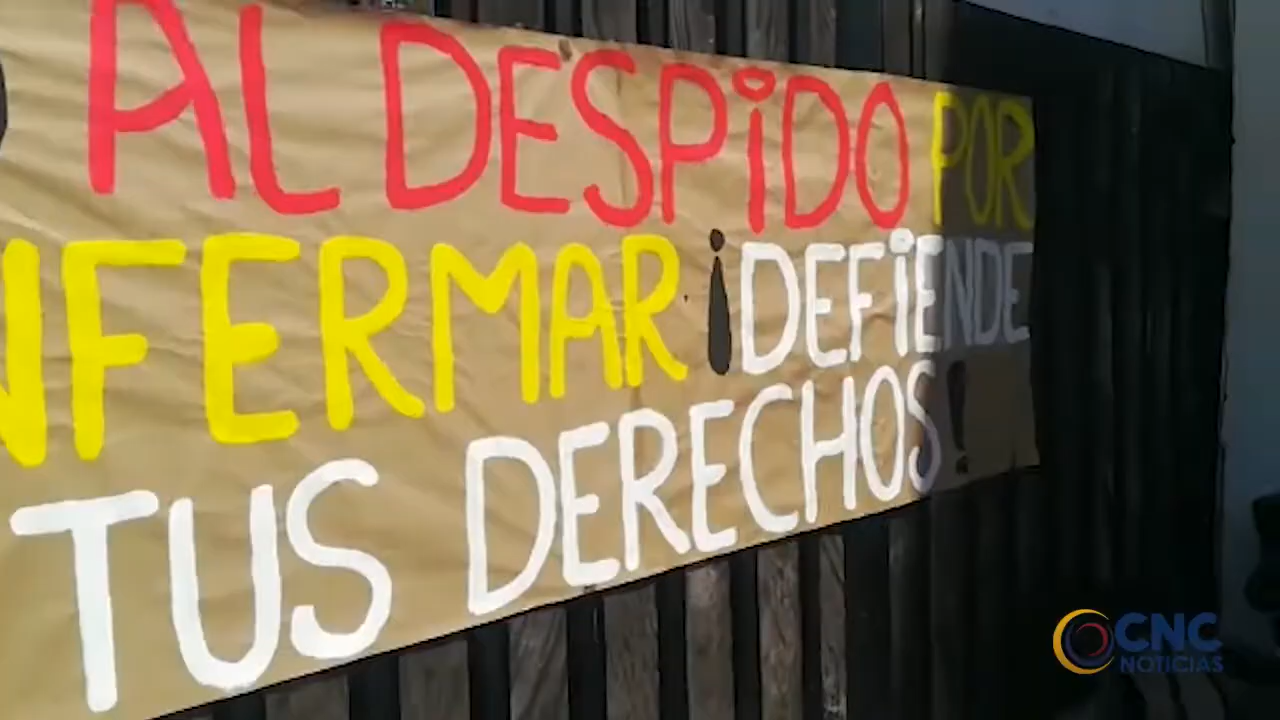 AL DESPIDO POR
NFERMAR ¡DEFIENDE
TUS DERECHOS!
CNC
NOTICIAS